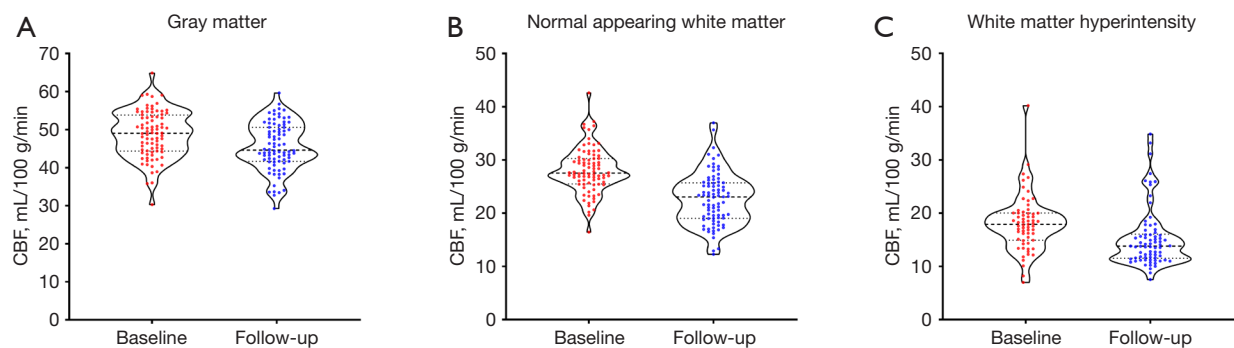 A
Gray matter
CBF, mL/100 g/min
70
60
50
40
30
20
10
0
Baseline
Follow-up
B
Normal appearing white matter
CBF, mL/100 g/min
50
40
30
20
10
0
Baseline
Follow-up
C
White matter hyperintensity
CBF, mL/100 g/min
50
40
30
20
10
0
Baseline
Follow-up